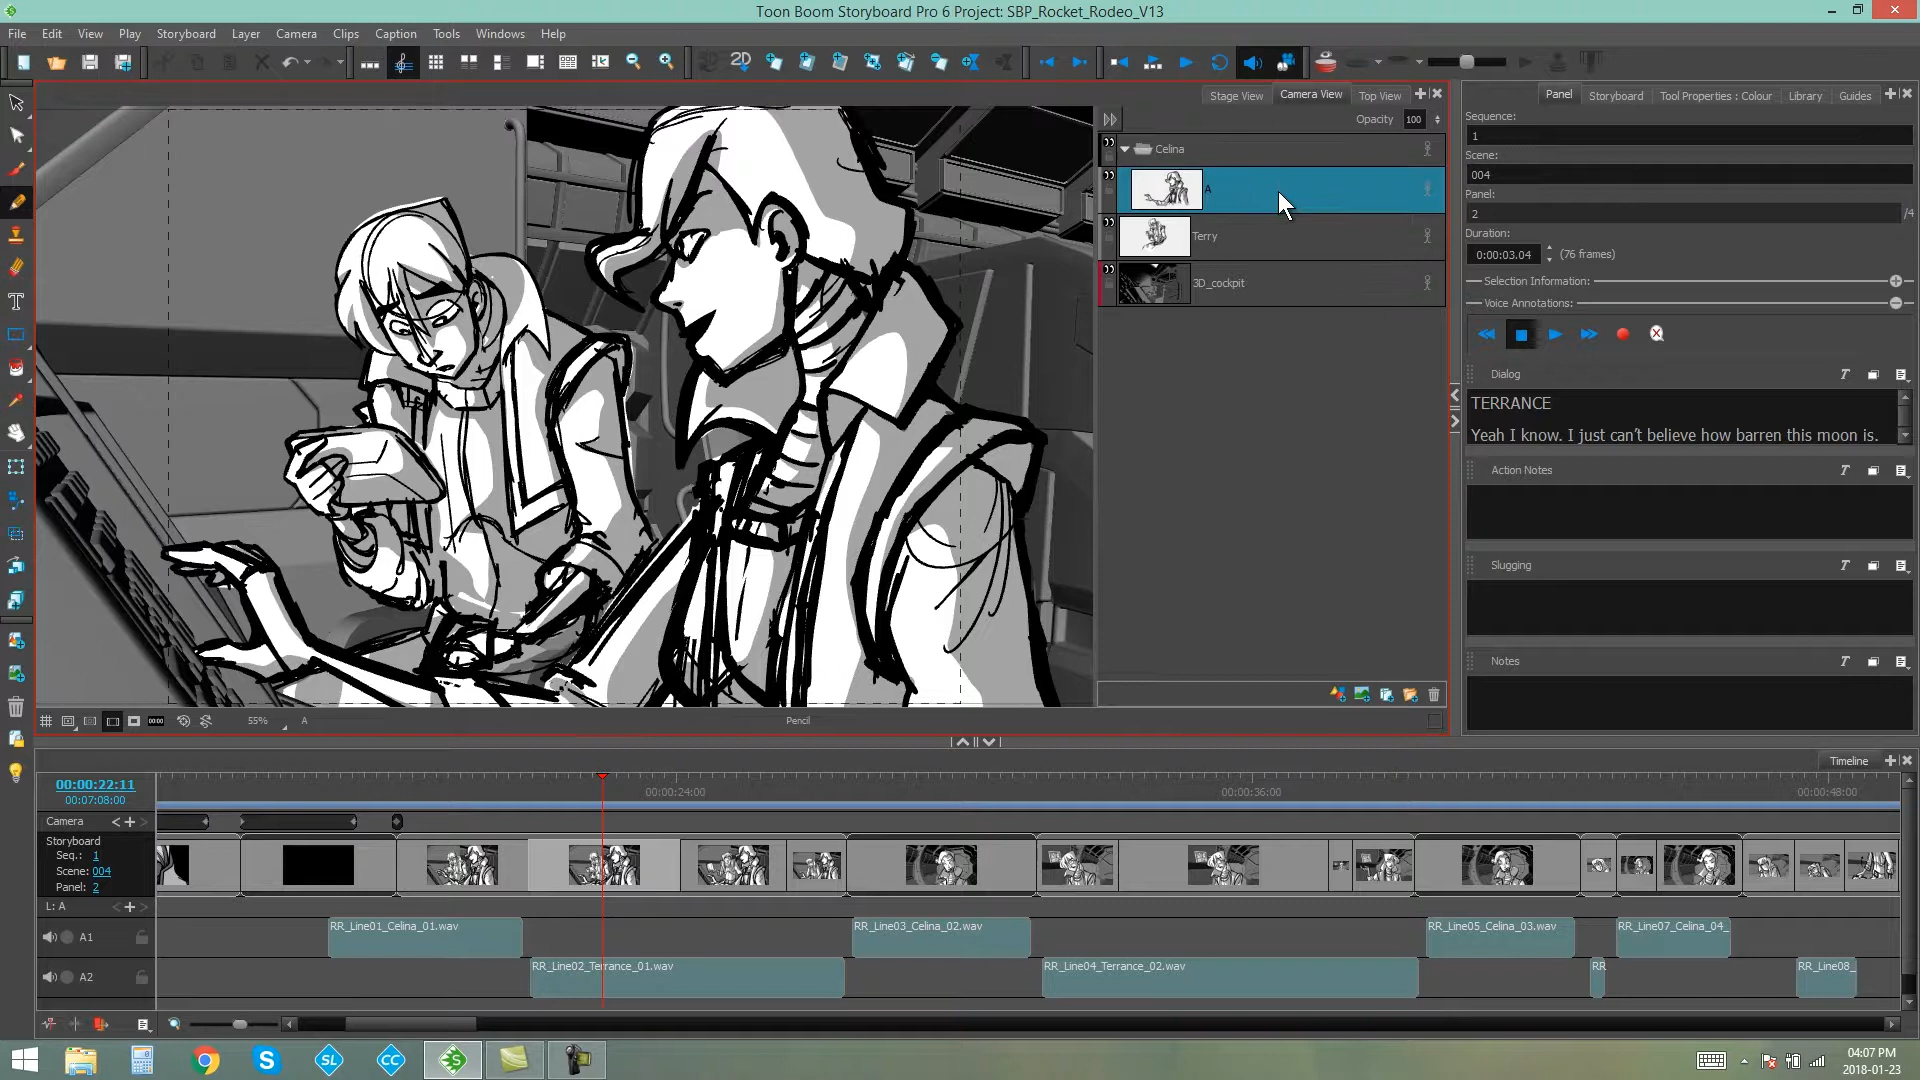 Toon Boom Storyboard Pro 6 Project: SBP_Rocket_Rodeo_V13
File Edit View Play Storyboard Layer Camera Clips Caption Tools Windows Help
2D
Stage View Camera View Top View
Opacity 100
Celina
A
Terry
3D_cockpit
55% A Pencil
Panel Storyboard Tool Properties : Colour Library Guides
Sequence:
1
Scene:
004
Panel:
2 /4
Duration:
0:00:03.04 (76 frames)
Selection Information:
Voice Annotations:
Dialog
TERRANCE
Yeah I know. I just can't believe how barren this moon is.
Action Notes
Slugging
Notes
Timeline
00:00:22:11
00:07:08:00
00:00:24:00 00:00:36:00 00:00:48:00
Camera
Storyboard
Seq.: 1
Scene: 004
Panel: 2
L: A
A1
RR_Line01_Celina_01.wav RR_Line03_Celina_02.wav RR_Line05_Celina_03.wav RR_Line07_Celina_04_
A2
RR_Line02_Terrance_01.wav RR_Line04_Terrance_02.wav RR RR_Line08_
SL CC S
04:07 PM
2018-01-23